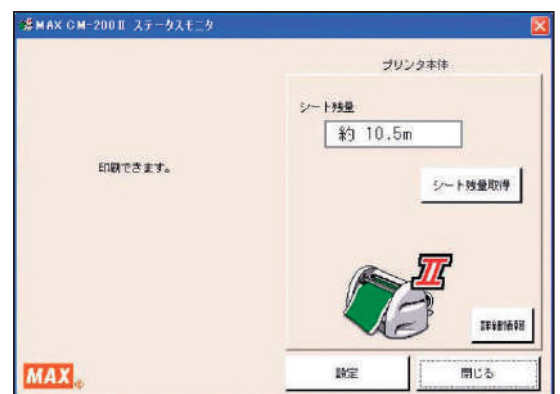 MAX CM-200Ⅱ ステータスモニタ
プリンタ本体
シート残量
約 10.5m
印刷できます。
シート残量取得
Ⅱ
詳細情報
設定
閉じる
MAX®